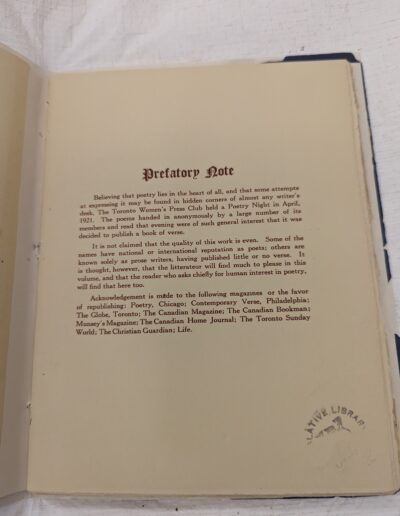 Prefatory Note
Believing that poetry lies in the heart of all, and that some attempts
at expressing it may be found in hidden corners of almost any writer's
desk, The Toronto Women's Press Club held a Poetry Night in April,
1921. The poems handed in anonymously by a large number of its
members and read that evening were of such general interest that it was
decided to publish a book of verse.
It is not claimed that the quality of this work is even. Some of the
names have national or international reputation as poets; others are
known solely as prose writers, having published little or no verse. It
is thought, however, that the litterateur will find much to please in this
volume, and that the reader who asks chiefly for human interest in poetry,
will find that here too.
Acknowledgement is made to the following magazines or the favor
of republishing: Poetry, Chicago; Contemporary Verse, Philadelphia;
The Globe, Toronto; The Canadian Magazine; The Canadian Bookman;
Munsey's Magazine; The Canadian Home Journal; The Toronto Sunday
World; The Christian Guardian; Life.
LATIVE LIBRAR